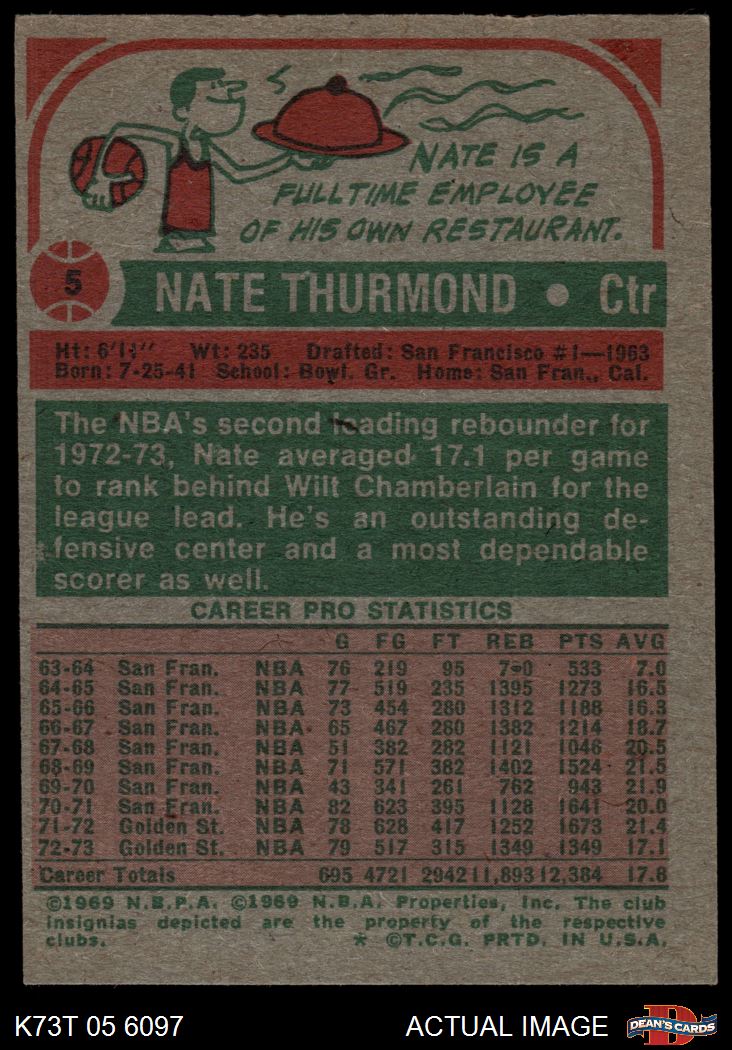 NATE IS A
FULLTIME EMPLOYEE
OF HIS OWN RESTAURANT.
5 NATE THURMOND • Ctr
Ht: 6'11" Wt: 235 Drafted: San Francisco #1—1963
Born: 7-25-41 School: Bowl. Gr. Home: San Fran., Cal.
The NBA's second leading rebounder for
1972-73, Nate averaged 17.1 per game
to rank behind Wilt Chamberlain for the
league lead. He's an outstanding de-
fensive center and a most dependable
scorer as well.
CAREER PRO STATISTICS
G FG FT REB PTS AVG
63-64 San Fran. NBA 76 219 95 790 533 7.0
64-65 San Fran. NBA 77 519 235 1395 1273 16.5
65-66 San Fran. NBA 73 454 280 1312 1188 16.3
66-67 San Fran. NBA 65 467 280 1382 1214 18.7
67-68 San Fran. NBA 51 382 282 1121 1046 20.5
68-69 San Fran. NBA 71 571 382 1402 1524 21.5
69-70 San Fran. NBA 43 341 261 762 943 21.9
70-71 San Fran. NBA 82 623 395 1128 1641 20.0
71-72 Golden St. NBA 78 628 417 1252 1673 21.4
72-73 Golden St. NBA 79 517 315 1349 1349 17.1
Career Totals 695 4721 2942 11,893 12,384 17.8
©1969 N.B.P.A. ©1969 N.B.A. Properties, Inc. The club
insignias depicted are the property of the respective
clubs. * ©T.C.G. PRTD. IN U.S.A.
K73T 05 6097 ACTUAL IMAGE DEAN'S CARDS